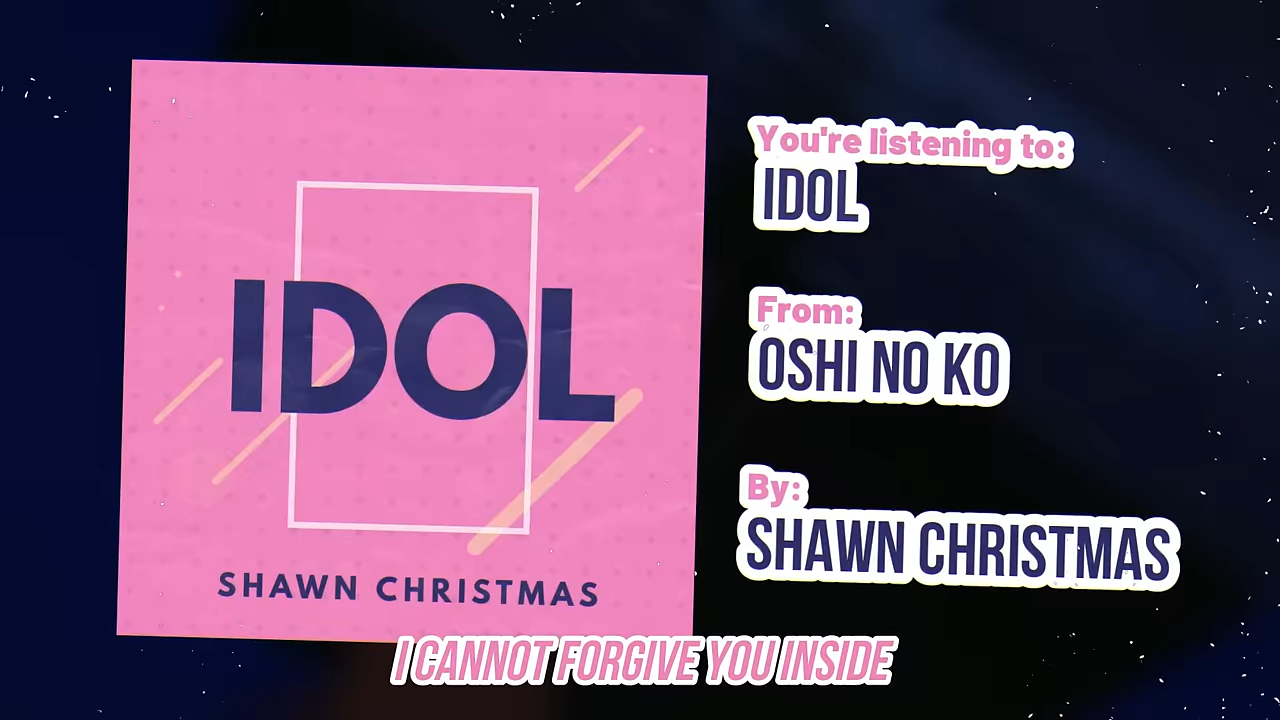 IDOL
SHAWN CHRISTMAS
You're listening to:
IDOL
From:
OSHI NO KO
By:
SHAWN CHRISTMAS
I CANNOT FORGIVE YOU INSIDE